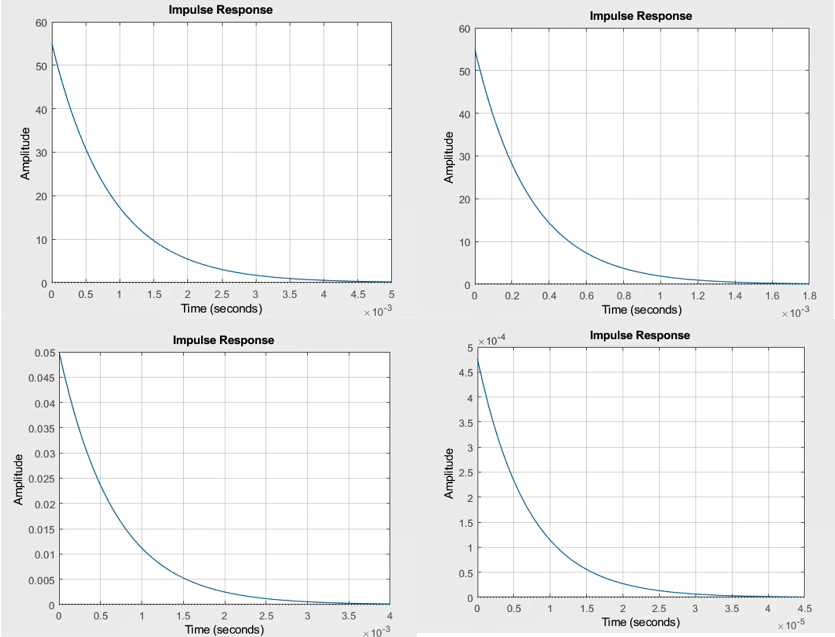 Impulse Response
60
50
40
30
20
10
0
Amplitude
0 0.5 1 1.5 2 2.5 3 3.5 4 4.5 5
Time (seconds)
×10⁻³
Impulse Response
60
50
40
30
20
10
0
Amplitude
0 0.2 0.4 0.6 0.8 1 1.2 1.4 1.6 1.8
Time (seconds)
×10⁻³
Impulse Response
0.05
0.045
0.04
0.035
0.03
0.025
0.02
0.015
0.01
0.005
0
Amplitude
0 0.5 1 1.5 2 2.5 3 3.5 4
Time (seconds)
×10⁻³
Impulse Response
×10⁻⁴
5
4.5
4
3.5
3
2.5
2
1.5
1
0.5
0
Amplitude
0 0.5 1 1.5 2 2.5 3 3.5 4 4.5
Time (seconds)
×10⁻⁵